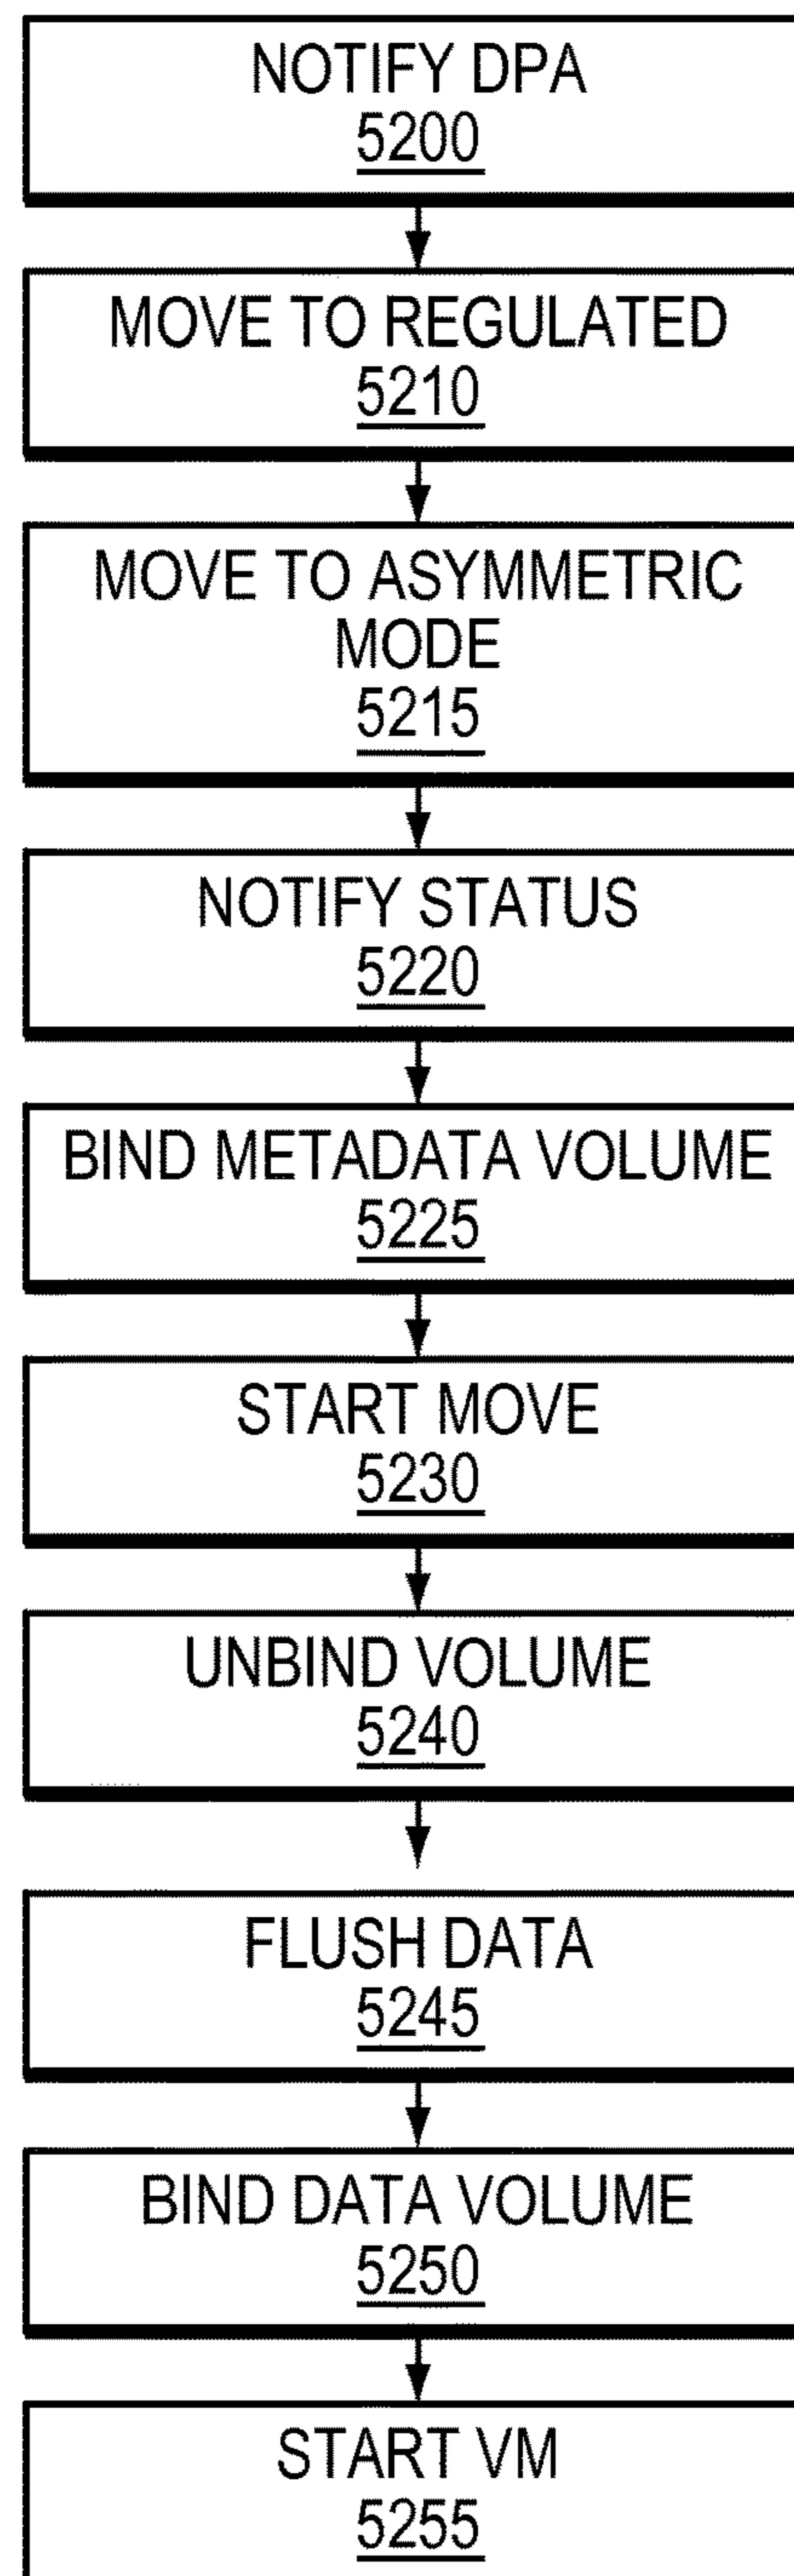 NOTIFY DPA
5200
MOVE TO REGULATED
5210
MOVE TO ASYMMETRIC
MODE
5215
NOTIFY STATUS
5220
BIND METADATA VOLUME
5225
START MOVE
5230
UNBIND VOLUME
5240
FLUSH DATA
5245
BIND DATA VOLUME
5250
START VM
5255